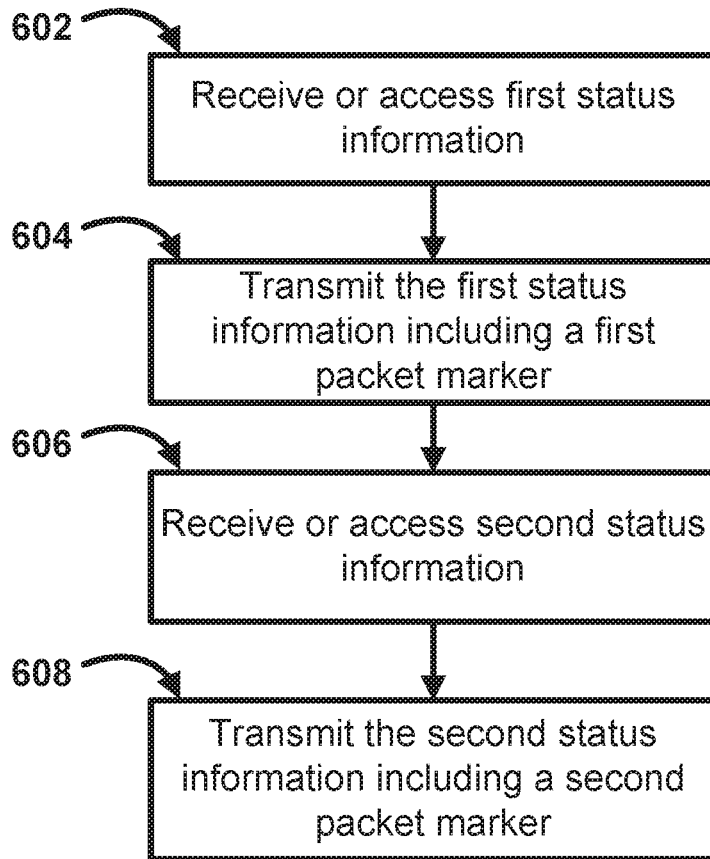 602
Receive or access first status
information
604
Transmit the first status
information including a first
packet marker
606
Receive or access second status
information
608
Transmit the second status
information including a second
packet marker